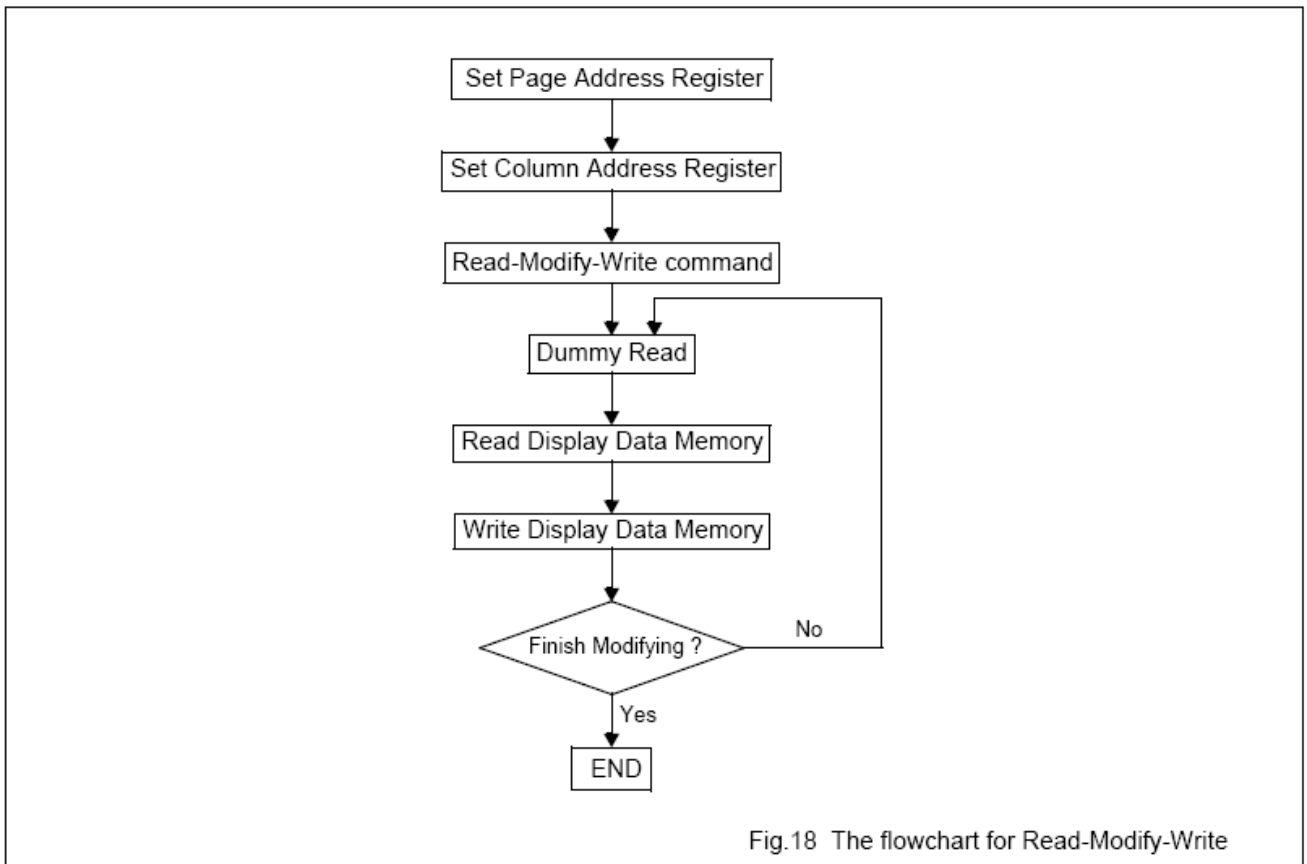 Set Page Address Register
Set Column Address Register
Read-Modify-Write command
Dummy Read
Read Display Data Memory
Write Display Data Memory
Finish Modifying ?
No
Yes
END
Fig.18 The flowchart for Read-Modify-Write